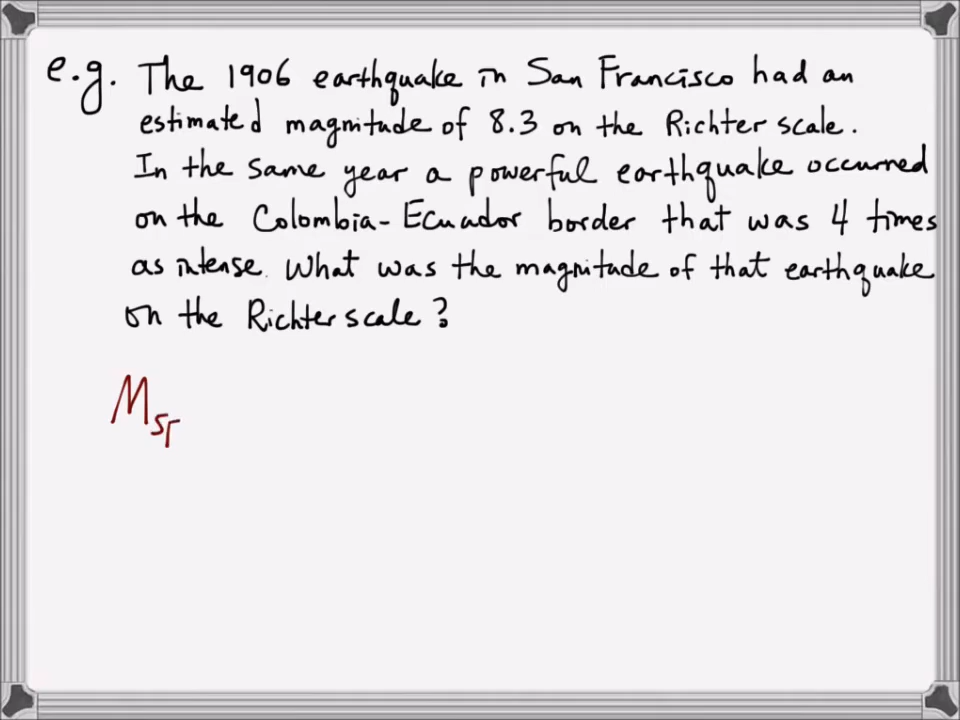 e.g. The 1906 earthquake in San Francisco had an
estimated magnitude of 8.3 on the Richter scale.
In the same year a powerful earthquake occurred
on the Colombia-Ecuador border that was 4 times
as intense. What was the magnitude of that earthquake
on the Richter scale?
M